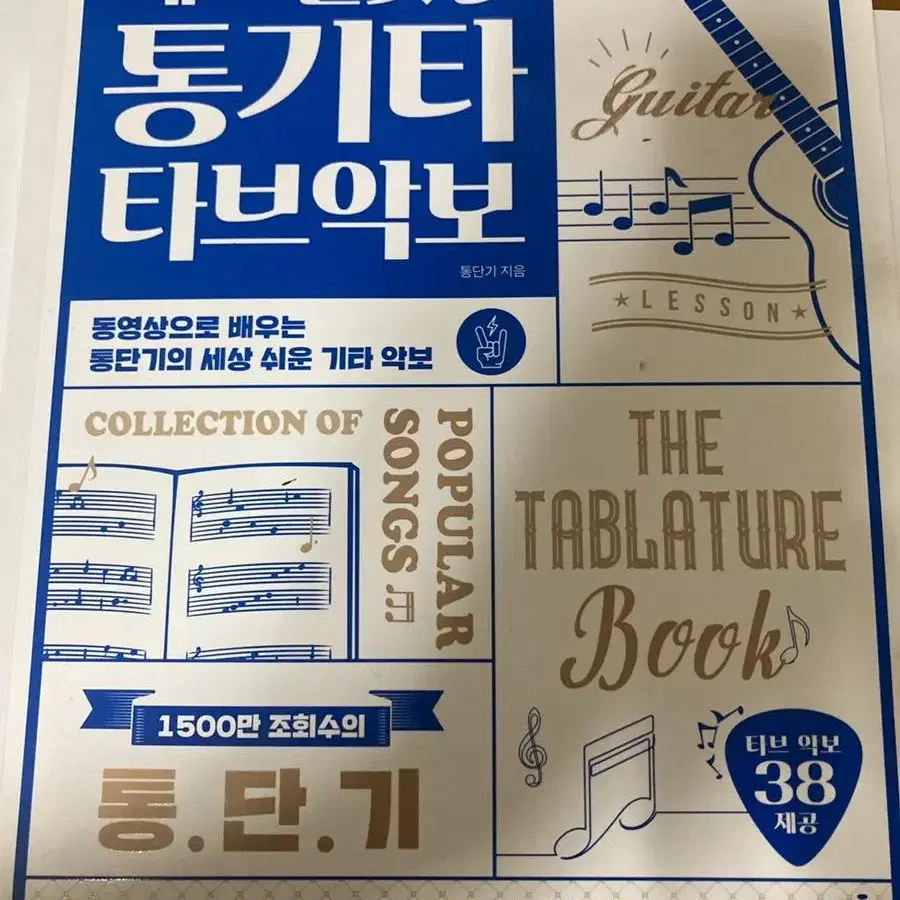 통기타
타브악보
통단기 지음
Guitar
★ LESSON ★
동영상으로 배우는
통단기의 세상 쉬운 기타 악보
COLLECTION OF
POPULAR
SONGS
THE
TABLATURE
Book
1500만 조회수의
통.단.기
타브 악보
38
제공